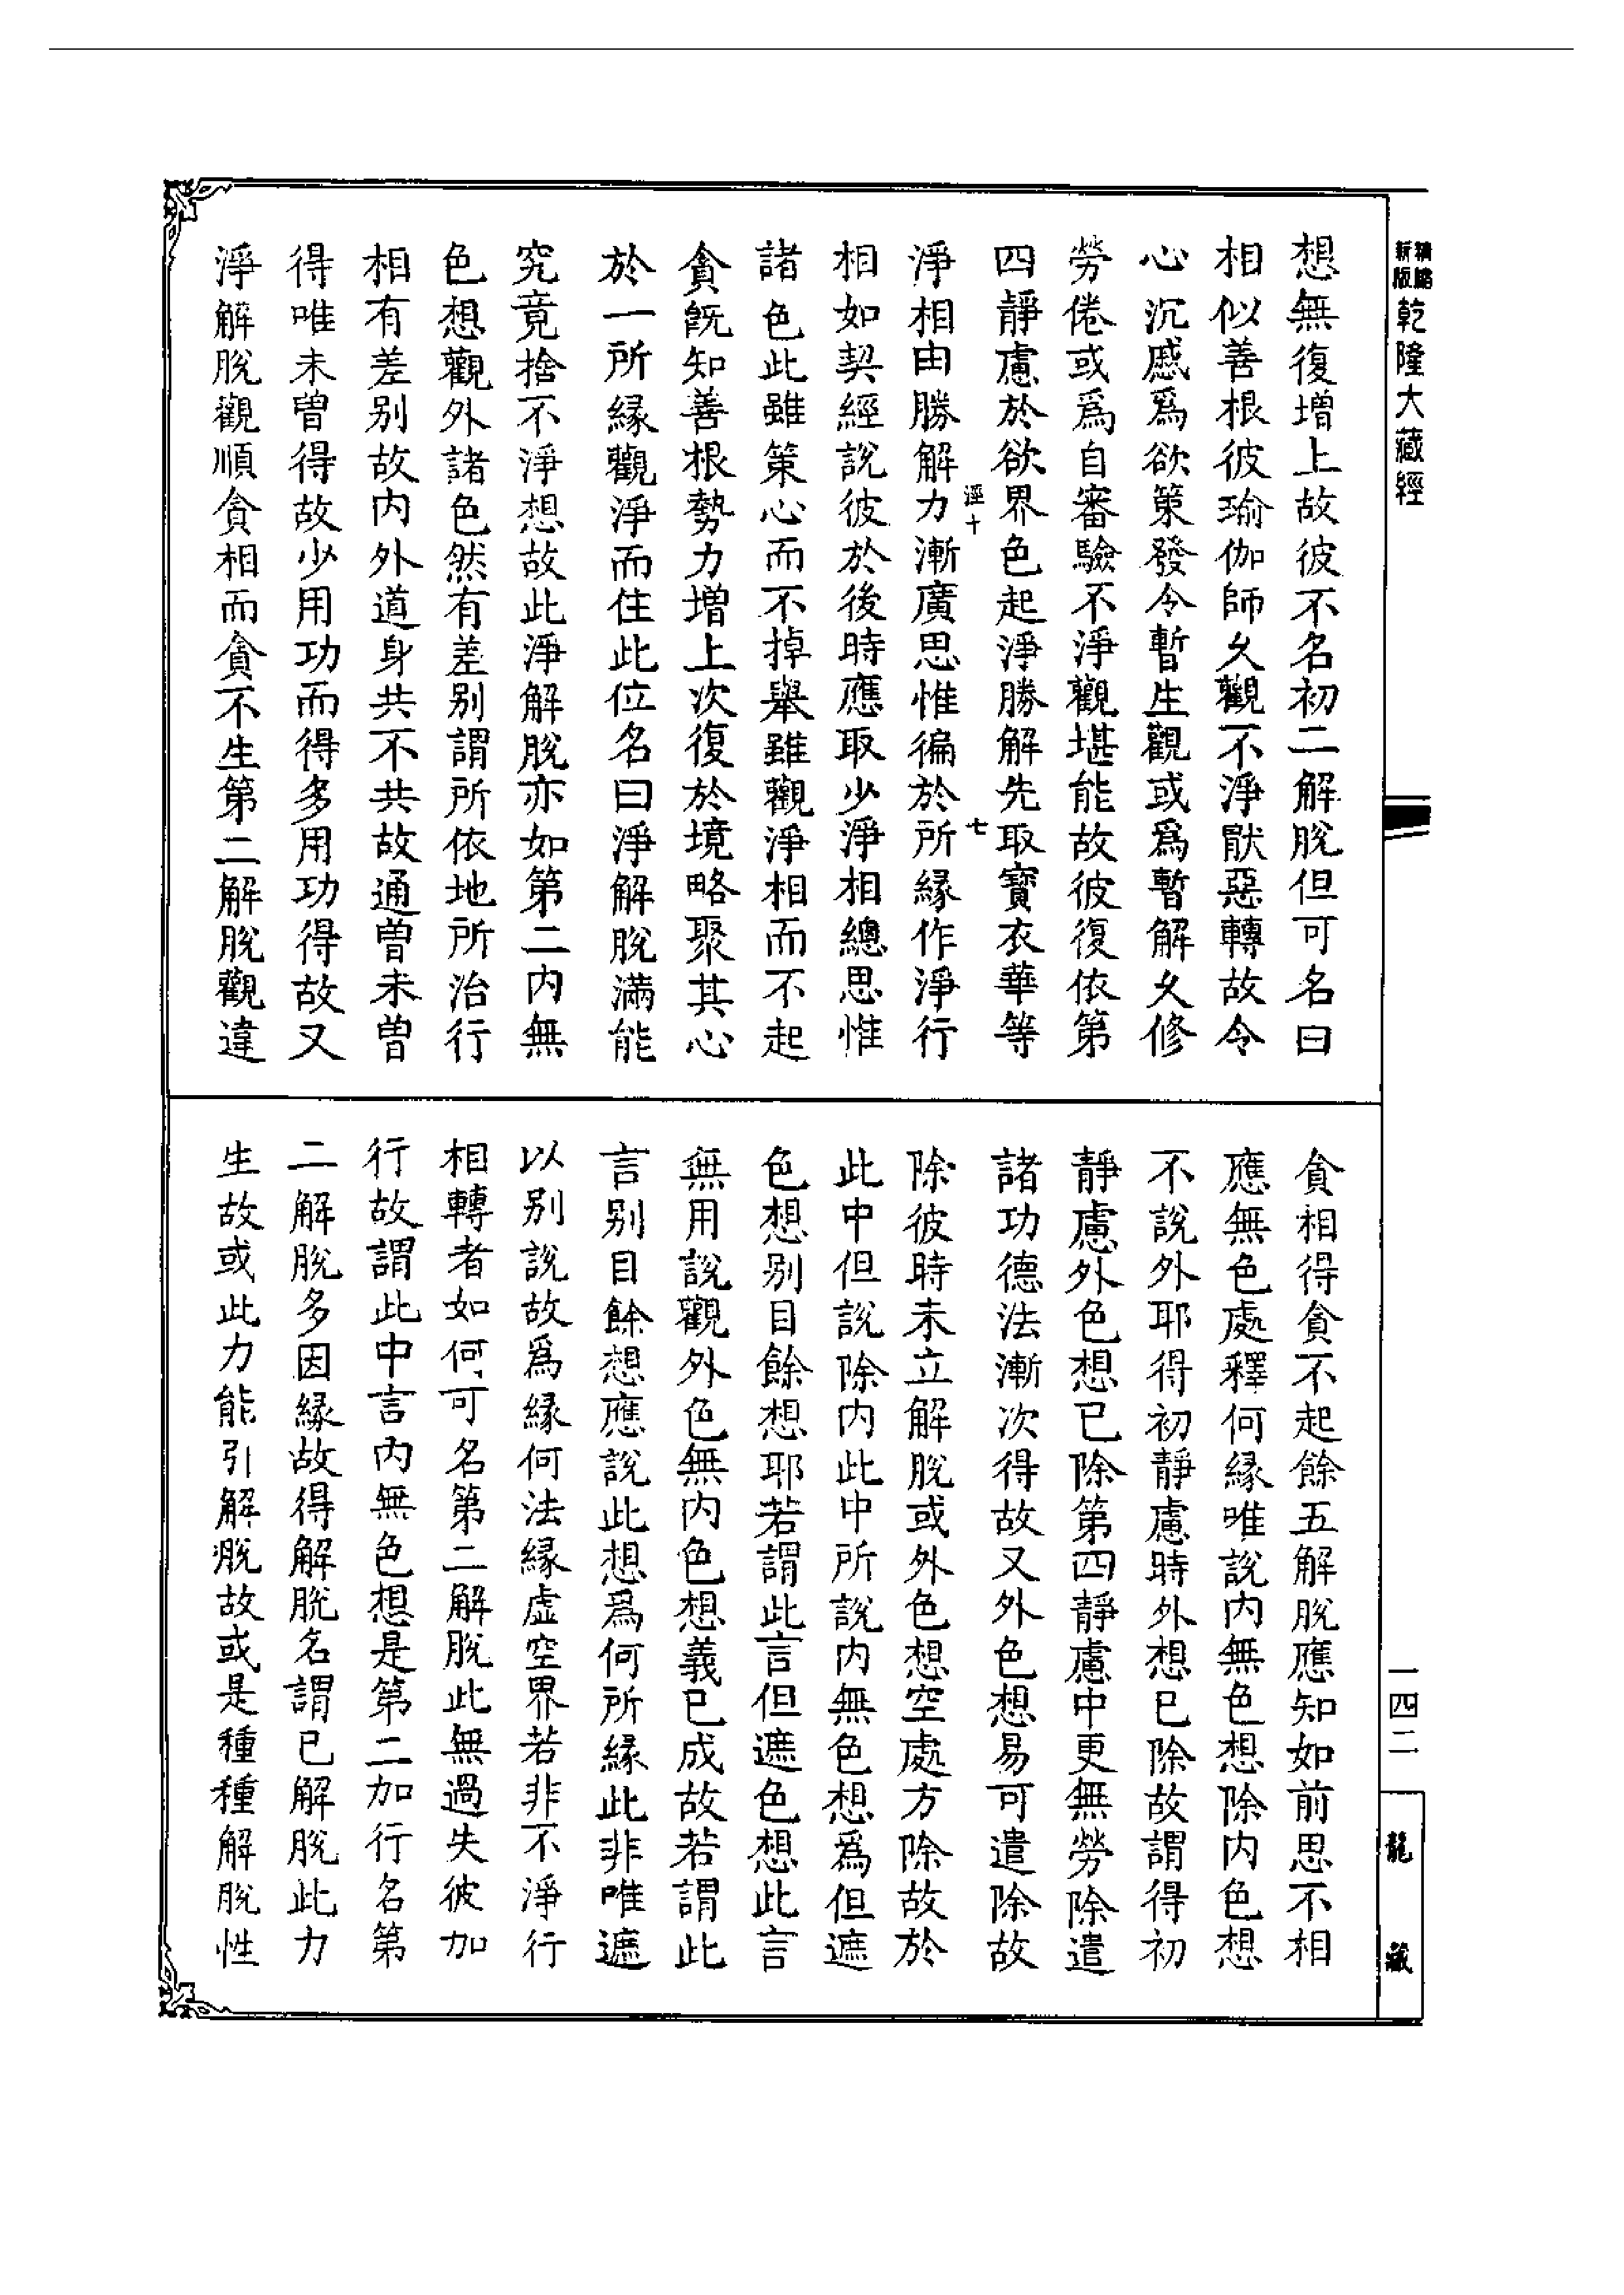 新版精縮乾隆大藏經
想無復增上故彼不名初二解脫但可名曰
相似善根彼瑜伽師久觀不淨猒惡轉故令
心沉慼爲欲策發令暫生觀或爲暫解久修
勞倦或爲自審驗不淨觀堪能故彼復依第
四靜慮於欲界色起淨勝解先取寶衣華等
淨相由勝解力漸廣思惟徧於所縁作淨行
相如契經說彼於後時應取少淨相總思惟
諸色此雖策心而不掉舉雖觀淨相而不起
貪旣知善根勢力增上次復於境略聚其心
於一所縁觀淨而住此位名曰淨解脫滿能
究竟捨不淨想故此淨解脫亦如第二内無
色想觀外諸色然有差别謂所依地所治行
相有差别故内外道身共不共故通曽未曽
得唯未曽得故少用功而得多用功得故又
淨解脫觀順貪相而貪不生第二解脫觀違
十
七
貪相得貪不起餘五解脫應知如前思不相
應無色處釋何縁唯說内無色想除内色想
不說外耶得初靜慮時外想已除故謂得初
靜慮外色想已除第四靜慮中更無勞除遣
諸功德法漸次得故又外色想易可遣除故
除彼時未立解脫或外色想空處方除故於
此中但說除内此中所說内無色想爲但遮
色想别目餘想耶若謂此言但遮色想此言
無用說觀外色無内色想義已成故若謂此
言别目餘想應說此想爲何所縁此非唯遮
以别說故爲縁何法縁虛空界若非不淨行
相轉者如何可名第二解脫此無過失彼加
行故謂此中言内無色想是第二加行名第
二解脫多因縁故得解脫名謂已解脫此力
生故或此力能引解脫故或是種種解脫性
一四二
龍藏